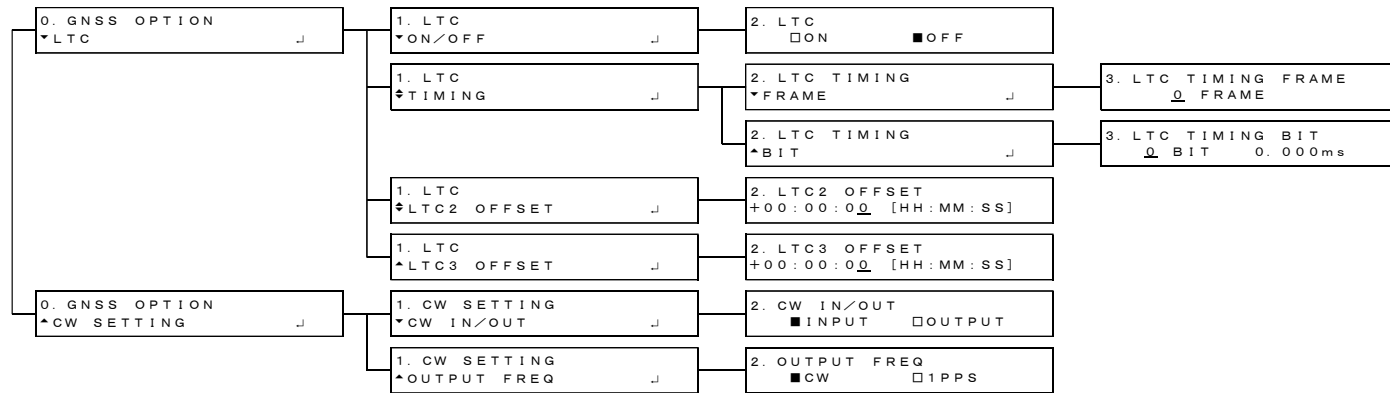 0. GNSS OPTION
▾LTC ↵
1. LTC
▾ON/OFF ↵
2. LTC
□ON ■OFF
1. LTC
♦TIMING ↵
2. LTC TIMING
▾FRAME ↵
3. LTC TIMING FRAME
0 FRAME
2. LTC TIMING
▴BIT ↵
3. LTC TIMING BIT
0 BIT 0.000ms
1. LTC
♦LTC2 OFFSET ↵
2. LTC2 OFFSET
+00:00:00 [HH:MM:SS]
1. LTC
▴LTC3 OFFSET ↵
2. LTC3 OFFSET
+00:00:00 [HH:MM:SS]
0. GNSS OPTION
▴CW SETTING ↵
1. CW SETTING
▾CW IN/OUT ↵
2. CW IN/OUT
■INPUT □OUTPUT
1. CW SETTING
▴OUTPUT FREQ ↵
2. OUTPUT FREQ
■CW □1PPS